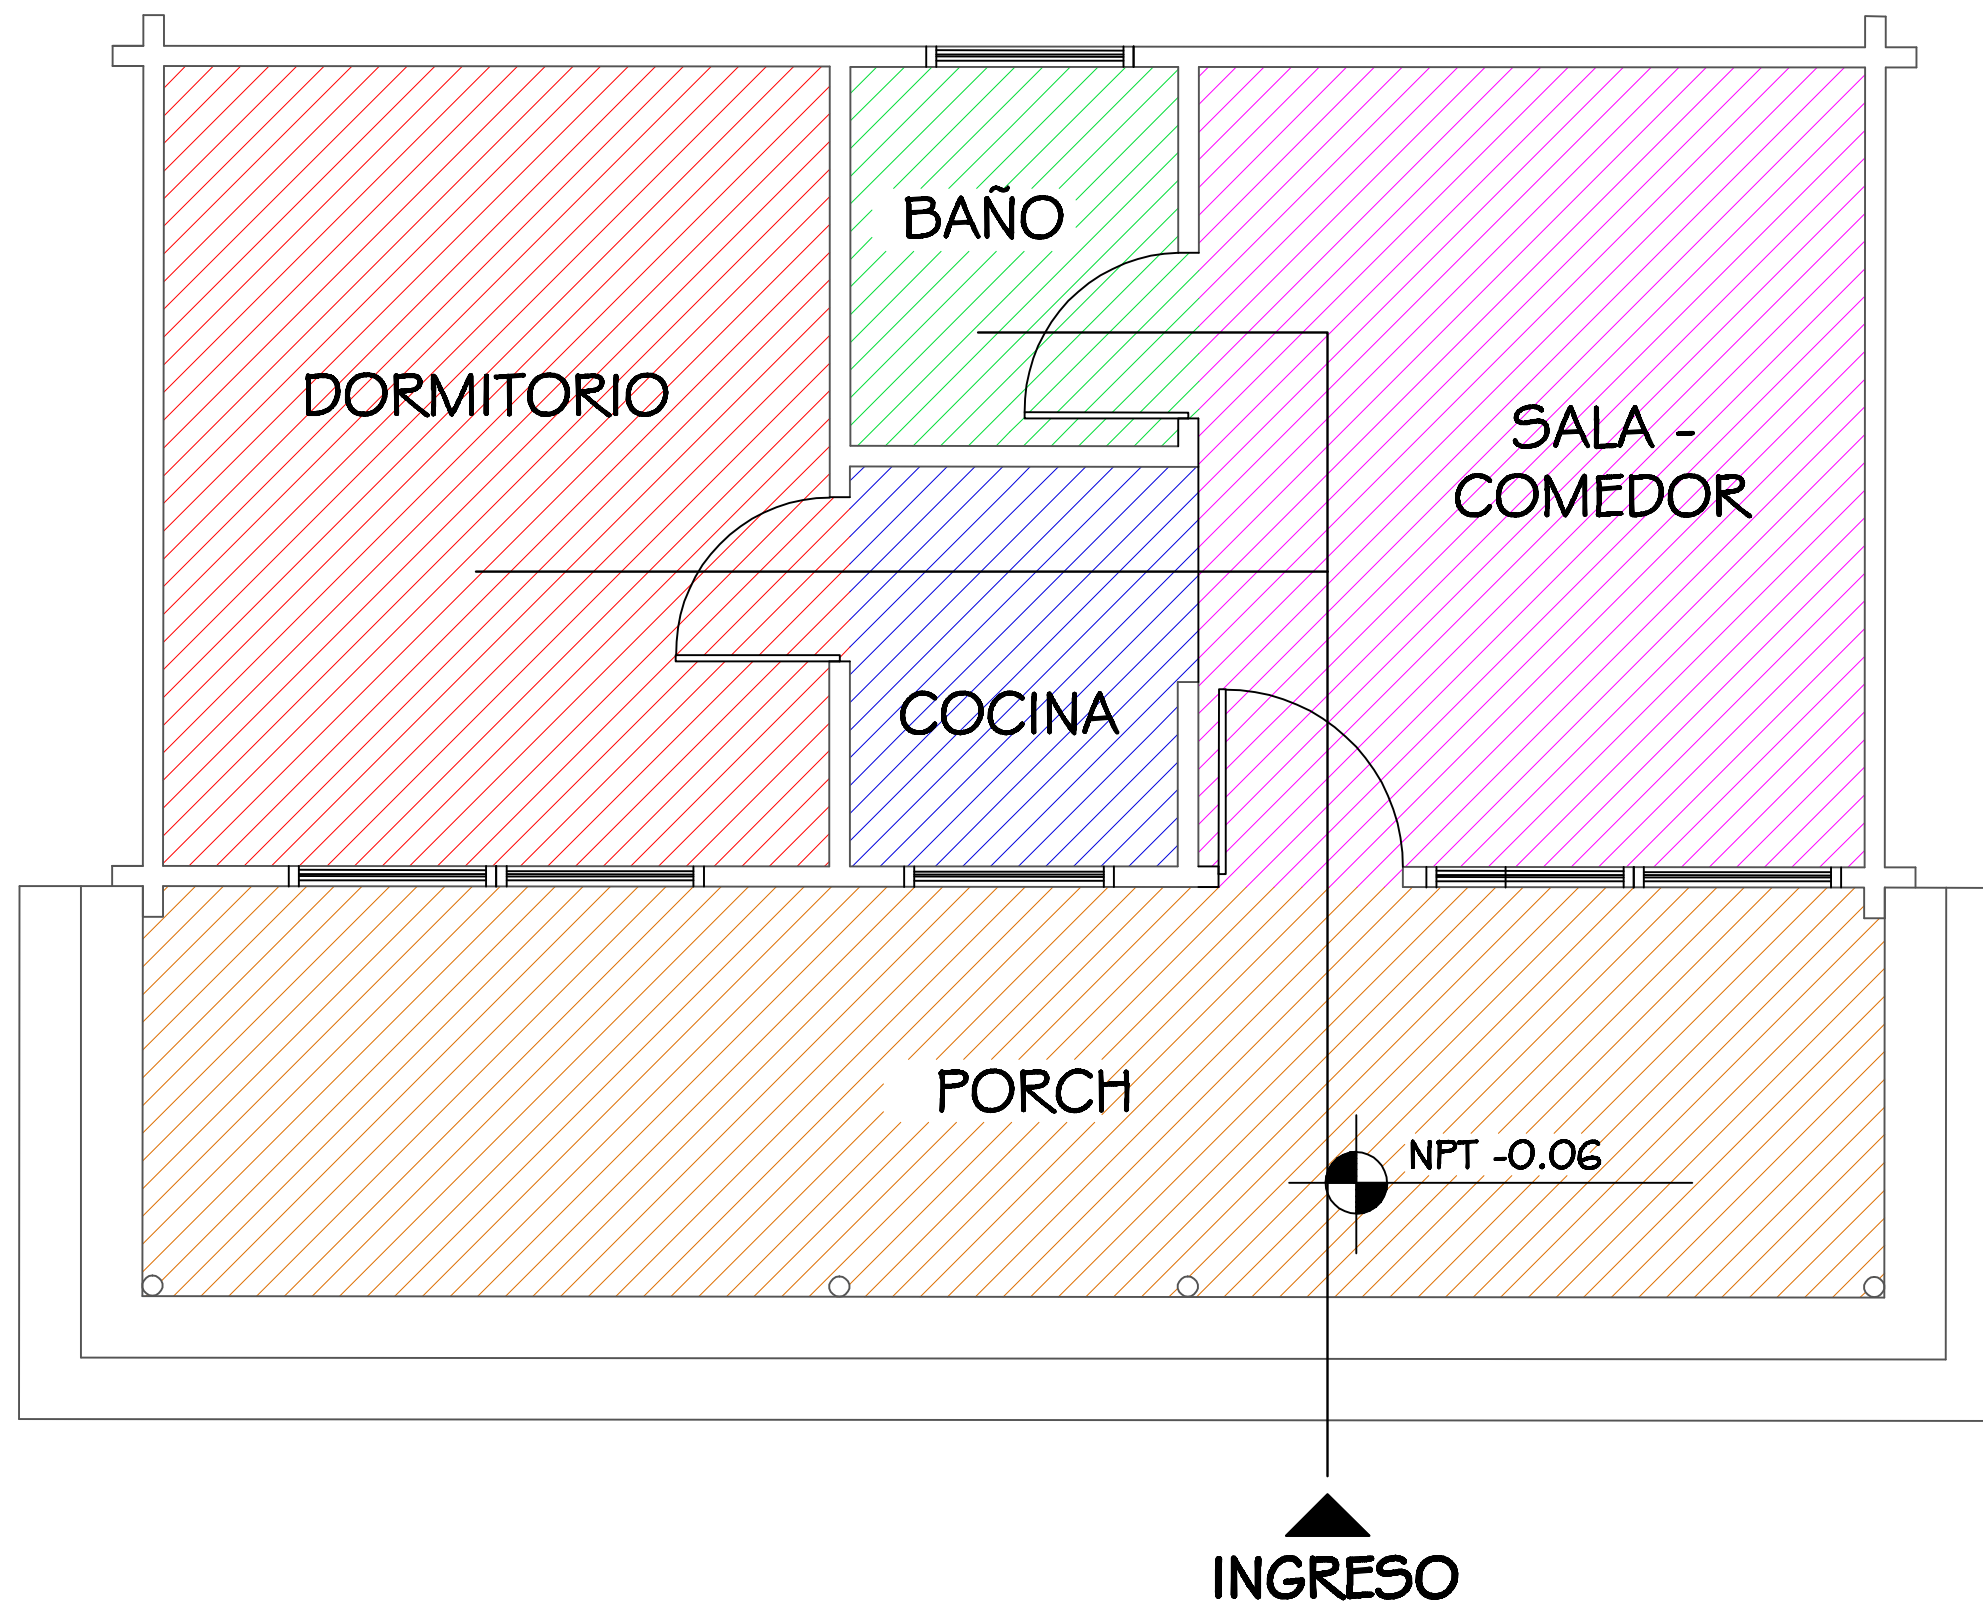 BAÑO
DORMITORIO
SALA -
COMEDOR
COCINA
PORCH
NPT -0.06
INGRESO